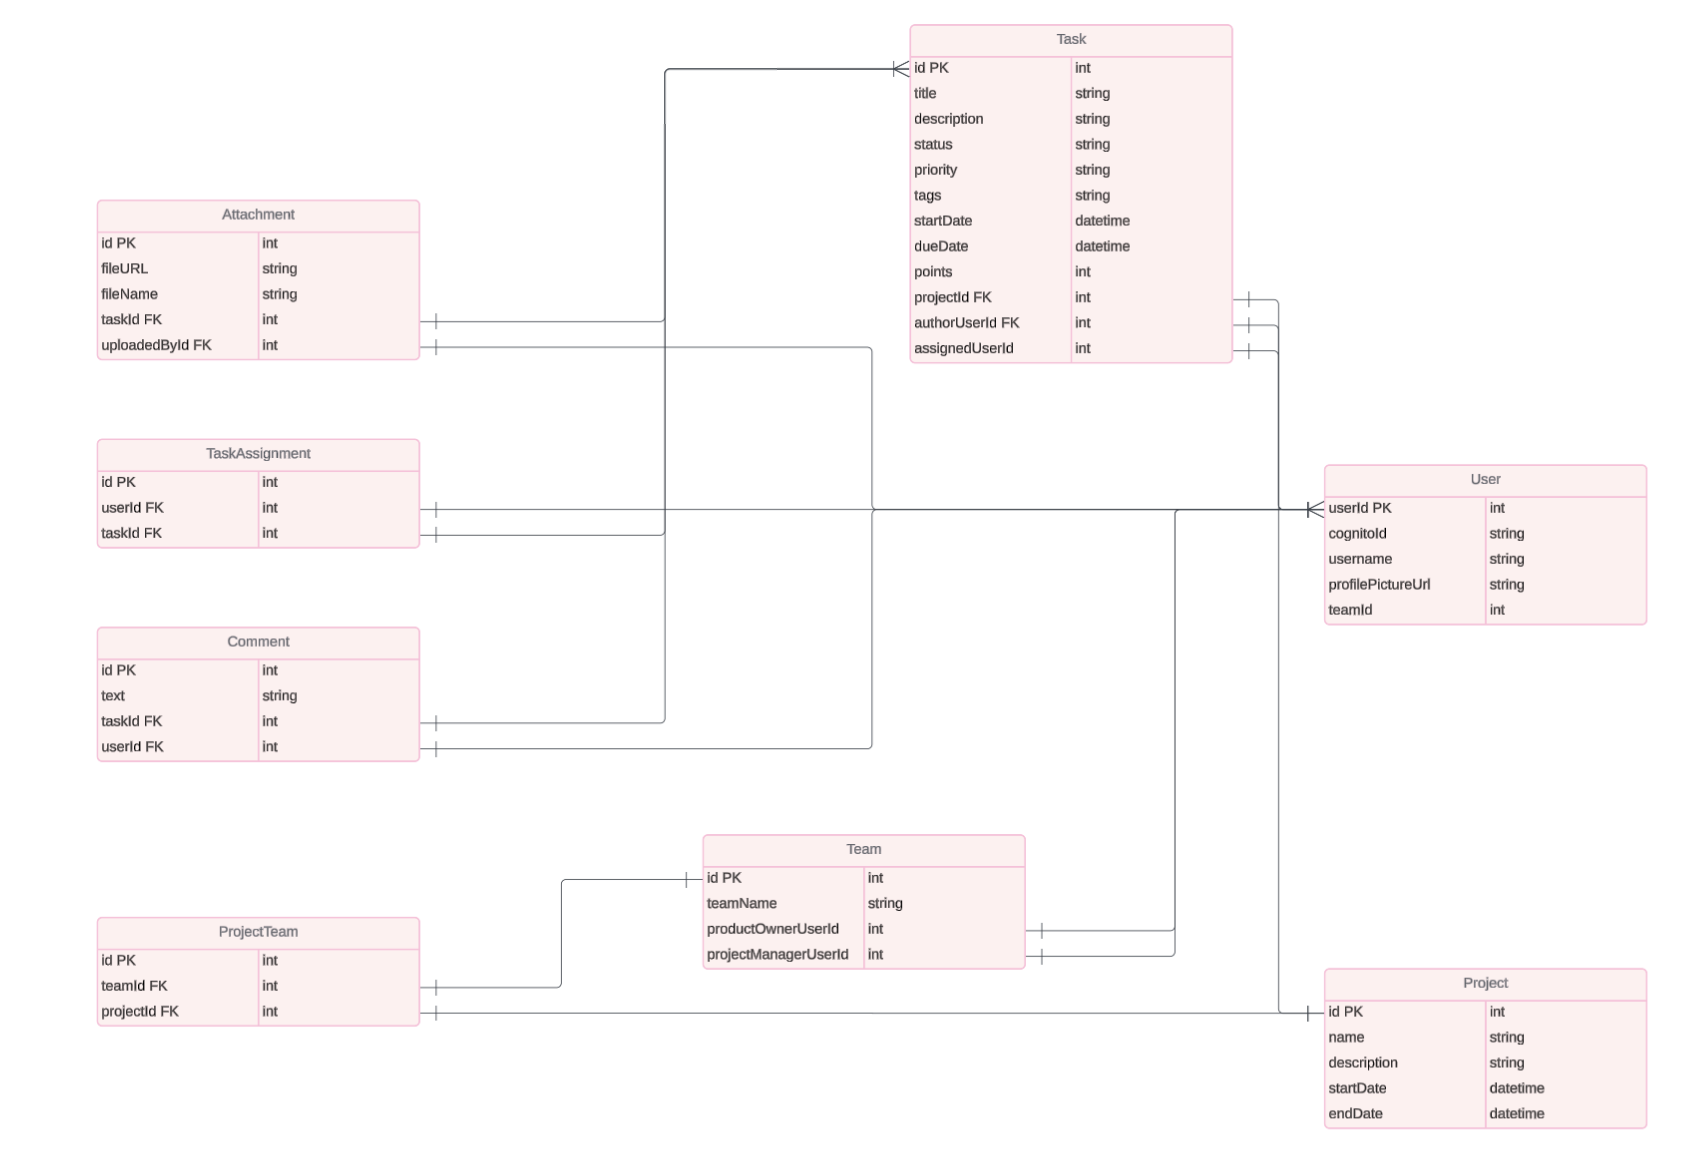 Task
id PK int
title string
description string
status string
priority string
tags string
startDate datetime
dueDate datetime
points int
projectId FK int
authorUserId FK int
assignedUserId int
Attachment
id PK int
fileURL string
fileName string
taskId FK int
uploadedById FK int
TaskAssignment
id PK int
userId FK int
taskId FK int
User
userId PK int
cognitoId string
username string
profilePictureUrl string
teamId int
Comment
id PK int
text string
taskId FK int
userId FK int
Team
id PK int
teamName string
productOwnerUserId int
projectManagerUserId int
ProjectTeam
id PK int
teamId FK int
projectId FK int
Project
id PK int
name string
description string
startDate datetime
endDate datetime